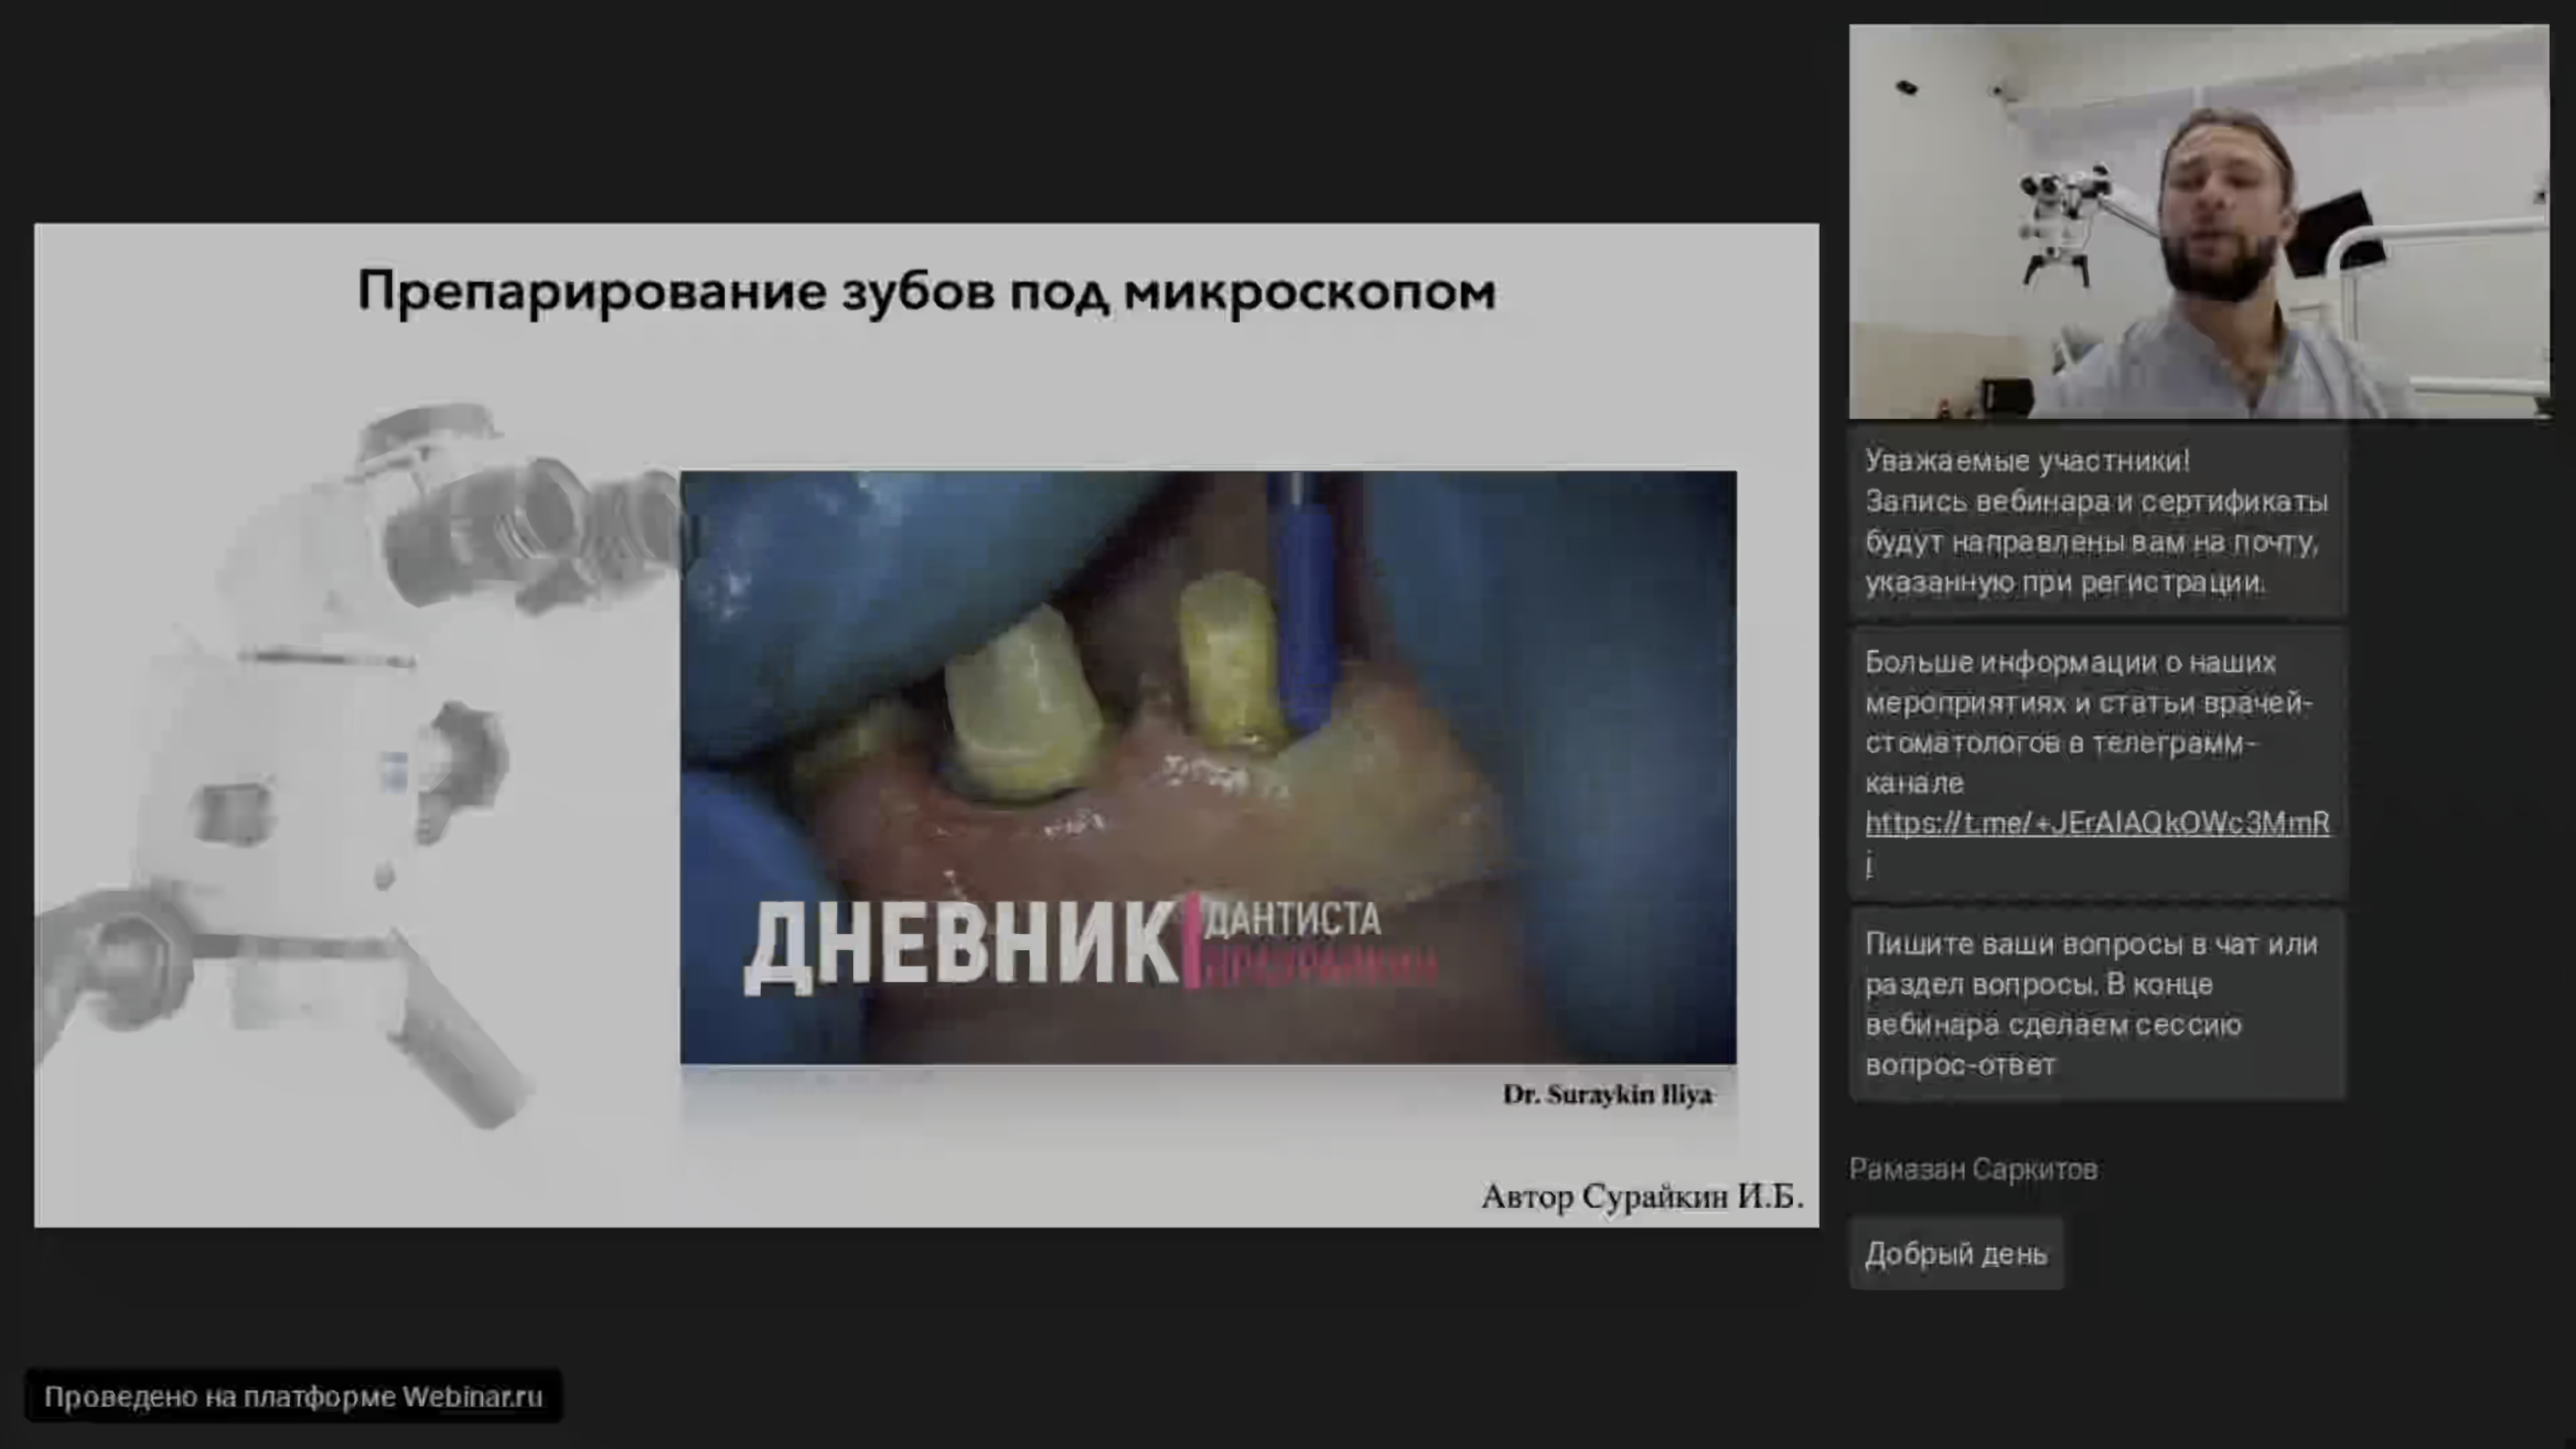 Препарирование зубов под микроскопом
ДНЕВНИК
ДАНТИСТА
Dr. Suraykin Iliya
Автор Сурайкин И.Б.
Уважаемые участники!
Запись вебинара и сертификаты
будут направлены вам на почту,
указанную при регистрации.
Больше информации о наших
мероприятиях и статьи врачей-
стоматологов в телеграмм-
канале
https://t.me/+JErAIAQkOWc3MmR
i
Пишите ваши вопросы в чат или
раздел вопросы. В конце
вебинара сделаем сессию
вопрос-ответ
Рамазан Саркитов
Добрый день
Проведено на платформе Webinar.ru